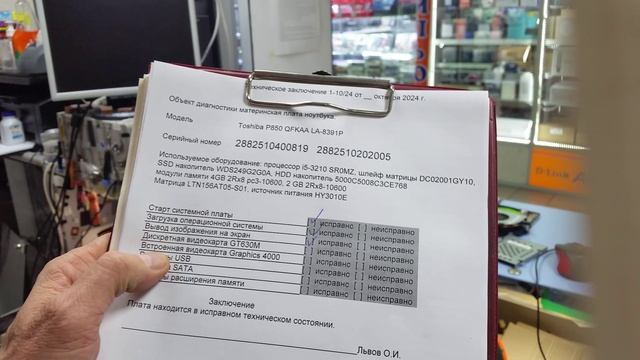 ехническое заключение 1-10/24 от __ октября 2024 г.
Объект диагностики материнская плата ноутбука
Модель Toshiba P850 QFKAA LA-8391P
Серийный номер 2882510400819 2882510202005
Используемое оборудование: процессор i5-3210 SR0MZ, шлейф матрицы DC02001GY10,
SSD накопитель WDS249G2G0A, HDD накопитель 5000C5008C3CE768
модули памяти 4GB 2Rx8 pc3-10600, 2 GB 2Rx8-10600
Матрица LTN156AT05-S01, источник питания HY3010E
Старт системной платы [ ] исправно [ ] неисправно
Загрузка операционной системы [ ] исправно [ ] неисправно
Вывод изображения на экран [ ] исправно [ ] неисправно
Дискретная видеокарта GT630M [ ] исправно [ ] неисправно
Встроенная видеокарта Graphics 4000 [ ] исправно [ ] неисправно
USB [ ] исправно [ ] неисправно
SATA [ ] исправно [ ] неисправно
расширения памяти [ ] исправно [ ] неисправно
Заключение
Плата находится в исправном техническом состоянии.
Львов О.И.
D-Link